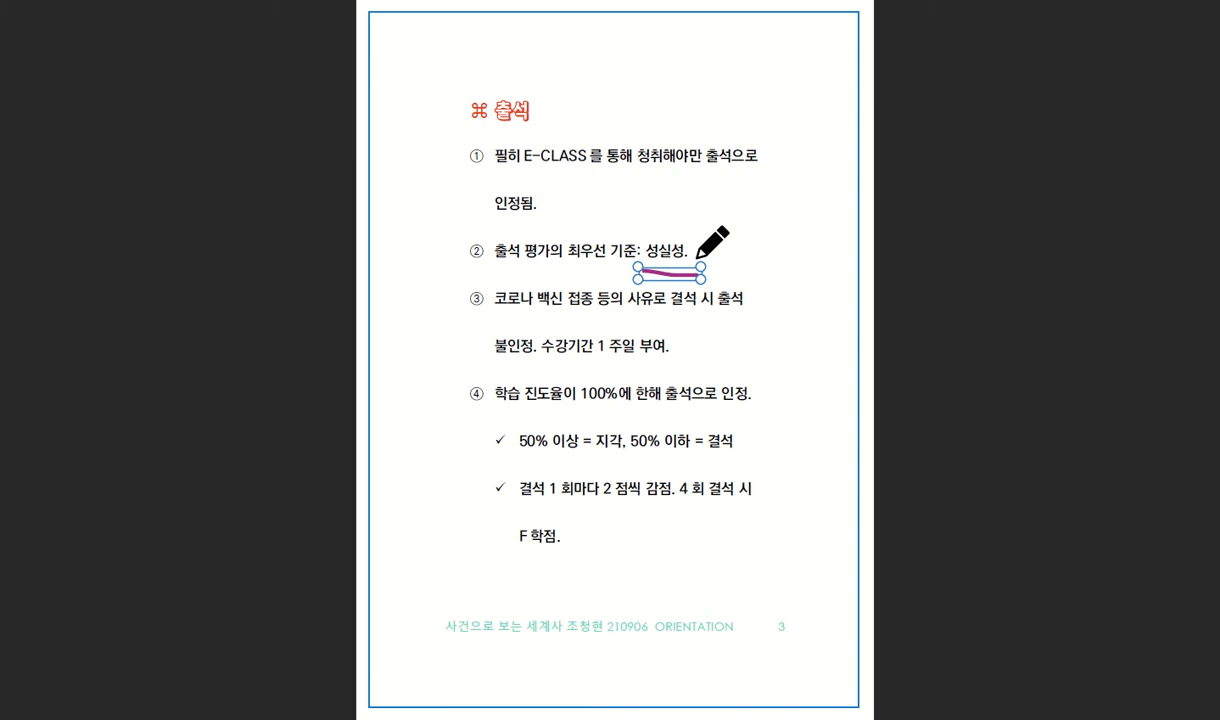 ⌘ 출석
① 필히 E-CLASS 를 통해 청취해야만 출석으로
인정됨.
② 출석 평가의 최우선 기준: 성실성.
③ 코로나 백신 접종 등의 사유로 결석 시 출석
불인정. 수강기간 1 주일 부여.
④ 학습 진도율이 100%에 한해 출석으로 인정.
✓ 50% 이상 = 지각, 50% 이하 = 결석
✓ 결석 1 회마다 2 점씩 감점. 4 회 결석 시
F 학점.
사건으로 보는 세계사 조청현 210906 ORIENTATION 3